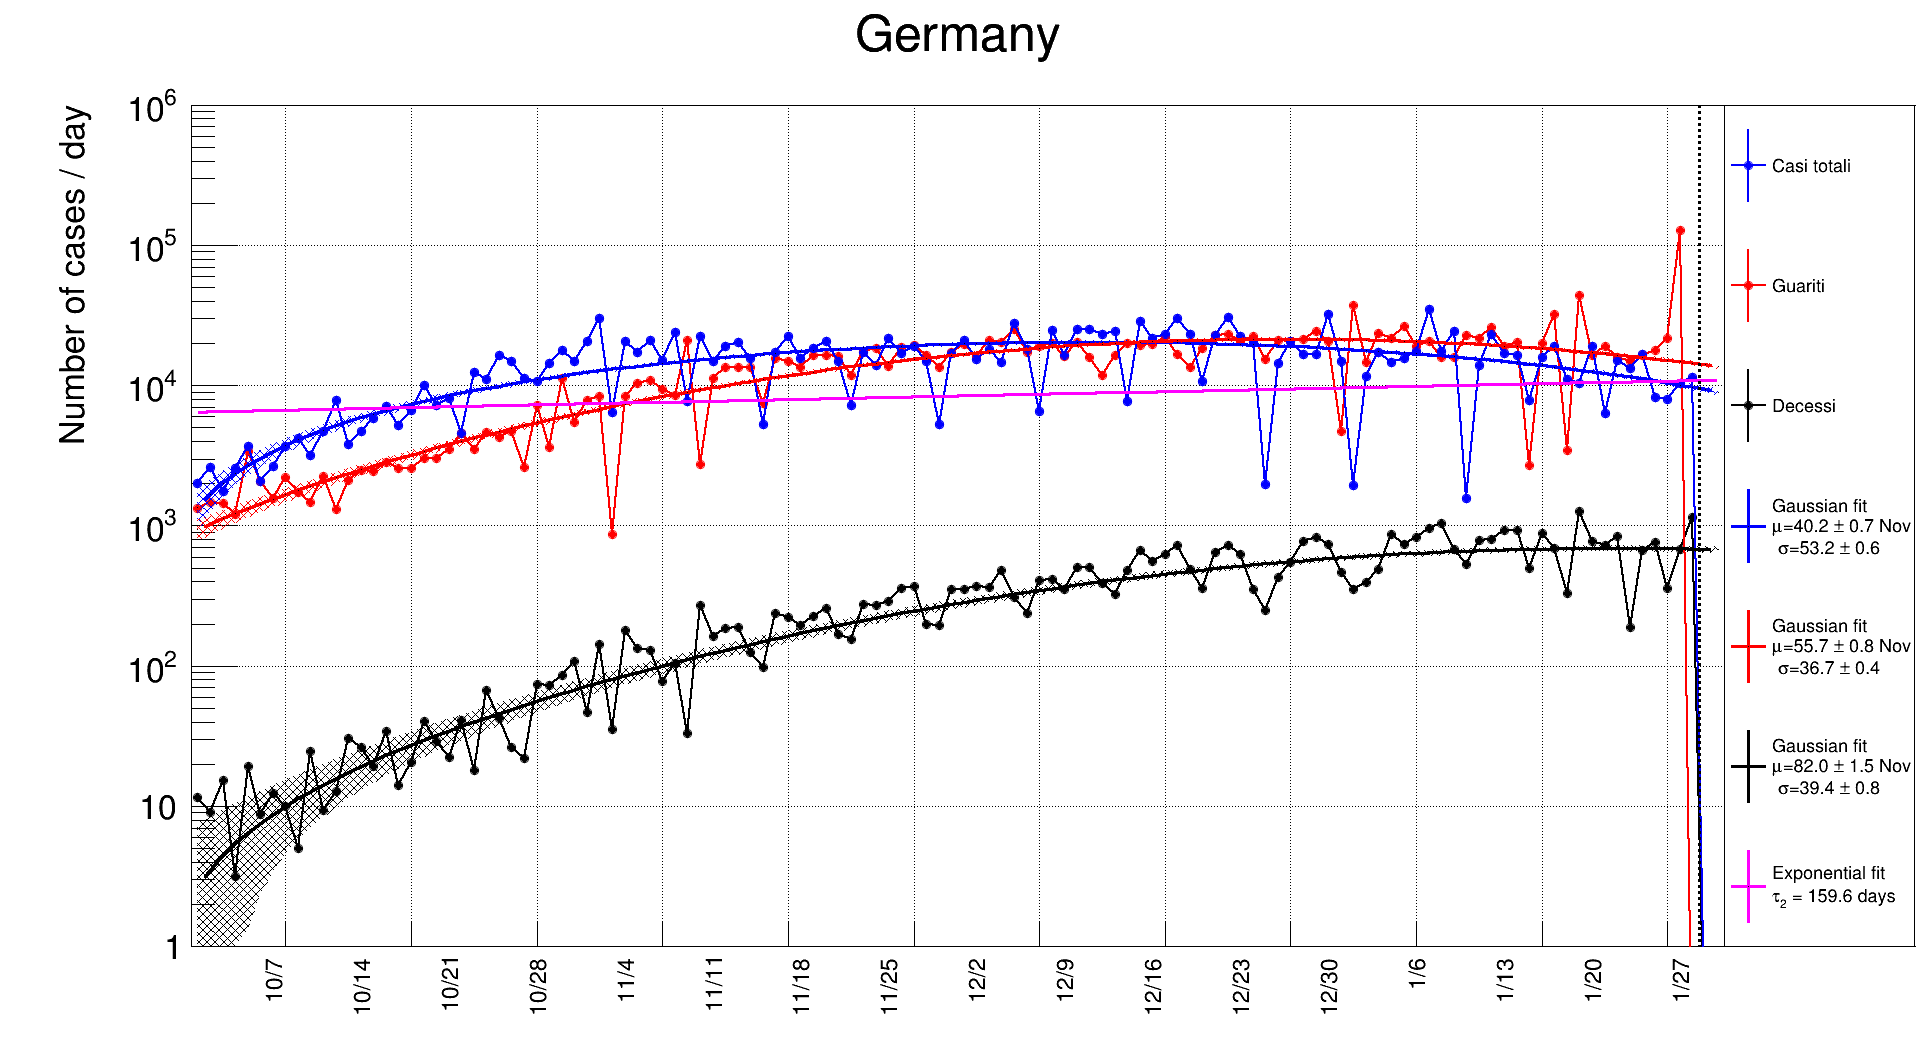 Germany
Number of cases / day
10^6
10^5
10^4
10^3
10^2
10
1
10/7
10/14
10/21
10/28
11/4
11/11
11/18
11/25
12/2
12/9
12/16
12/23
12/30
1/6
1/13
1/20
1/27
Casi totali
Guariti
Decessi
Gaussian fit
μ=40.2 ± 0.7 Nov
σ=53.2 ± 0.6
Gaussian fit
μ=55.7 ± 0.8 Nov
σ=36.7 ± 0.4
Gaussian fit
μ=82.0 ± 1.5 Nov
σ=39.4 ± 0.8
Exponential fit
τ₂ = 159.6 days